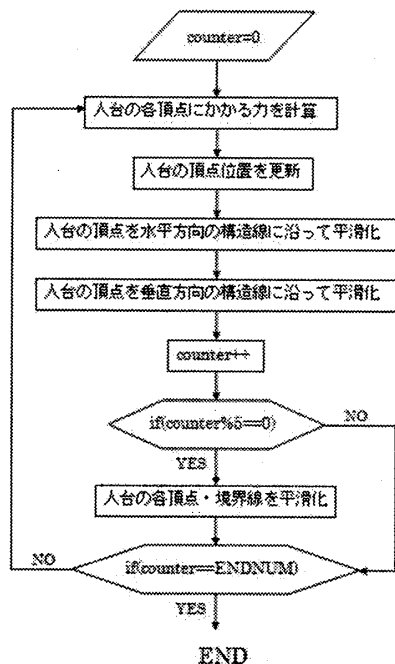 counter=0
人台の各頂点にかかる力を計算
人台の頂点位置を更新
人台の頂点を水平方向の構造線に沿って平滑化
人台の頂点を垂直方向の構造線に沿って平滑化
counter++
if(counter%5==0)
NO
YES
人台の各頂点・境界線を平滑化
NO
if(counter==ENDNUM)
YES
END